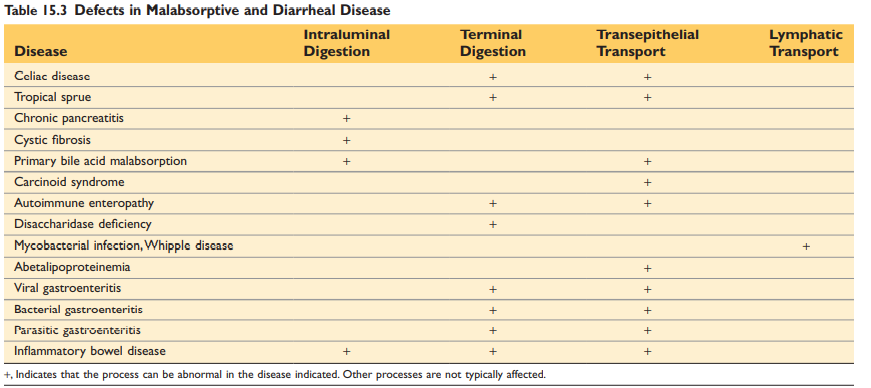 Table 15.3 Defects in Malabsorptive and Diarrheal Disease
Disease Intraluminal Digestion Terminal Digestion Transepithelial Transport Lymphatic Transport
Celiac disease + +
Tropical sprue + +
Chronic pancreatitis +
Cystic fibrosis +
Primary bile acid malabsorption + +
Carcinoid syndrome +
Autoimmune enteropathy + +
Disaccharidase deficiency +
Mycobacterial infection, Whipple disease +
Abetalipoproteinemia +
Viral gastroenteritis + +
Bacterial gastroenteritis + +
Parasitic gastroenteritis + +
Inflammatory bowel disease + + +
+, Indicates that the process can be abnormal in the disease indicated. Other processes are not typically affected.